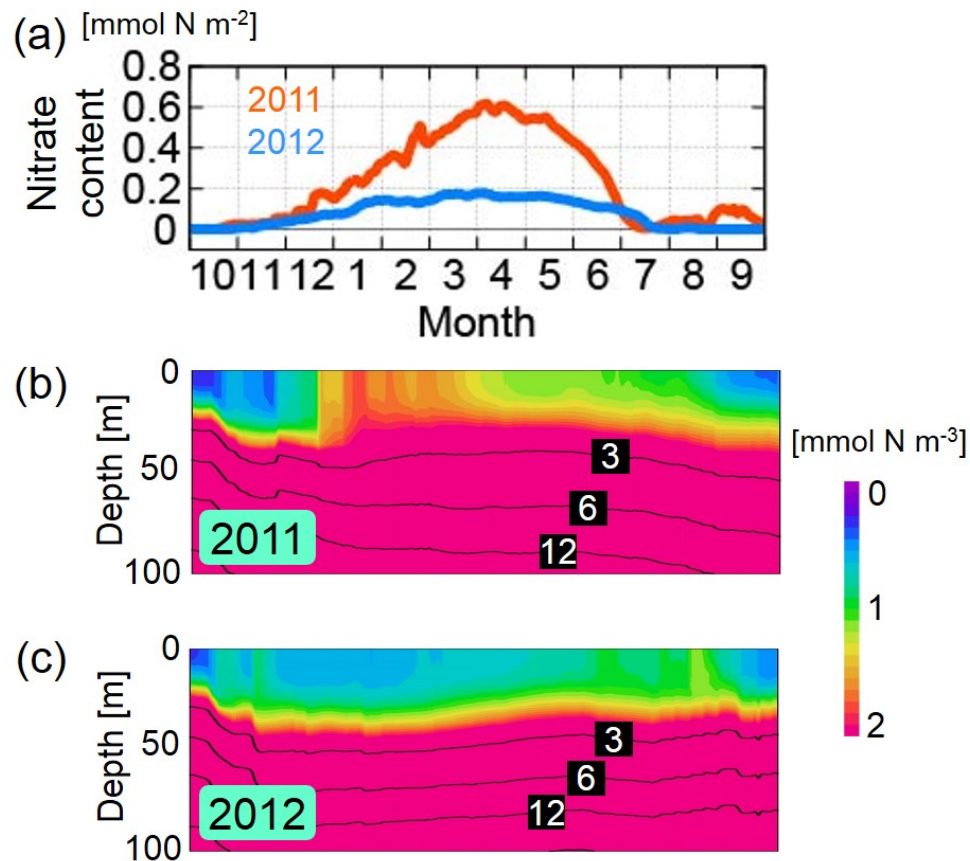 (a) [mmol N m-2]
Nitrate content
0.8
0.6
0.4
0.2
0
2011
2012
10 11 12 1 2 3 4 5 6 7 8 9
Month
(b)
Depth [m]
0
50
100
3
6
12
2011
[mmol N m-3]
0
1
2
(c)
Depth [m]
0
50
100
3
6
12
2012